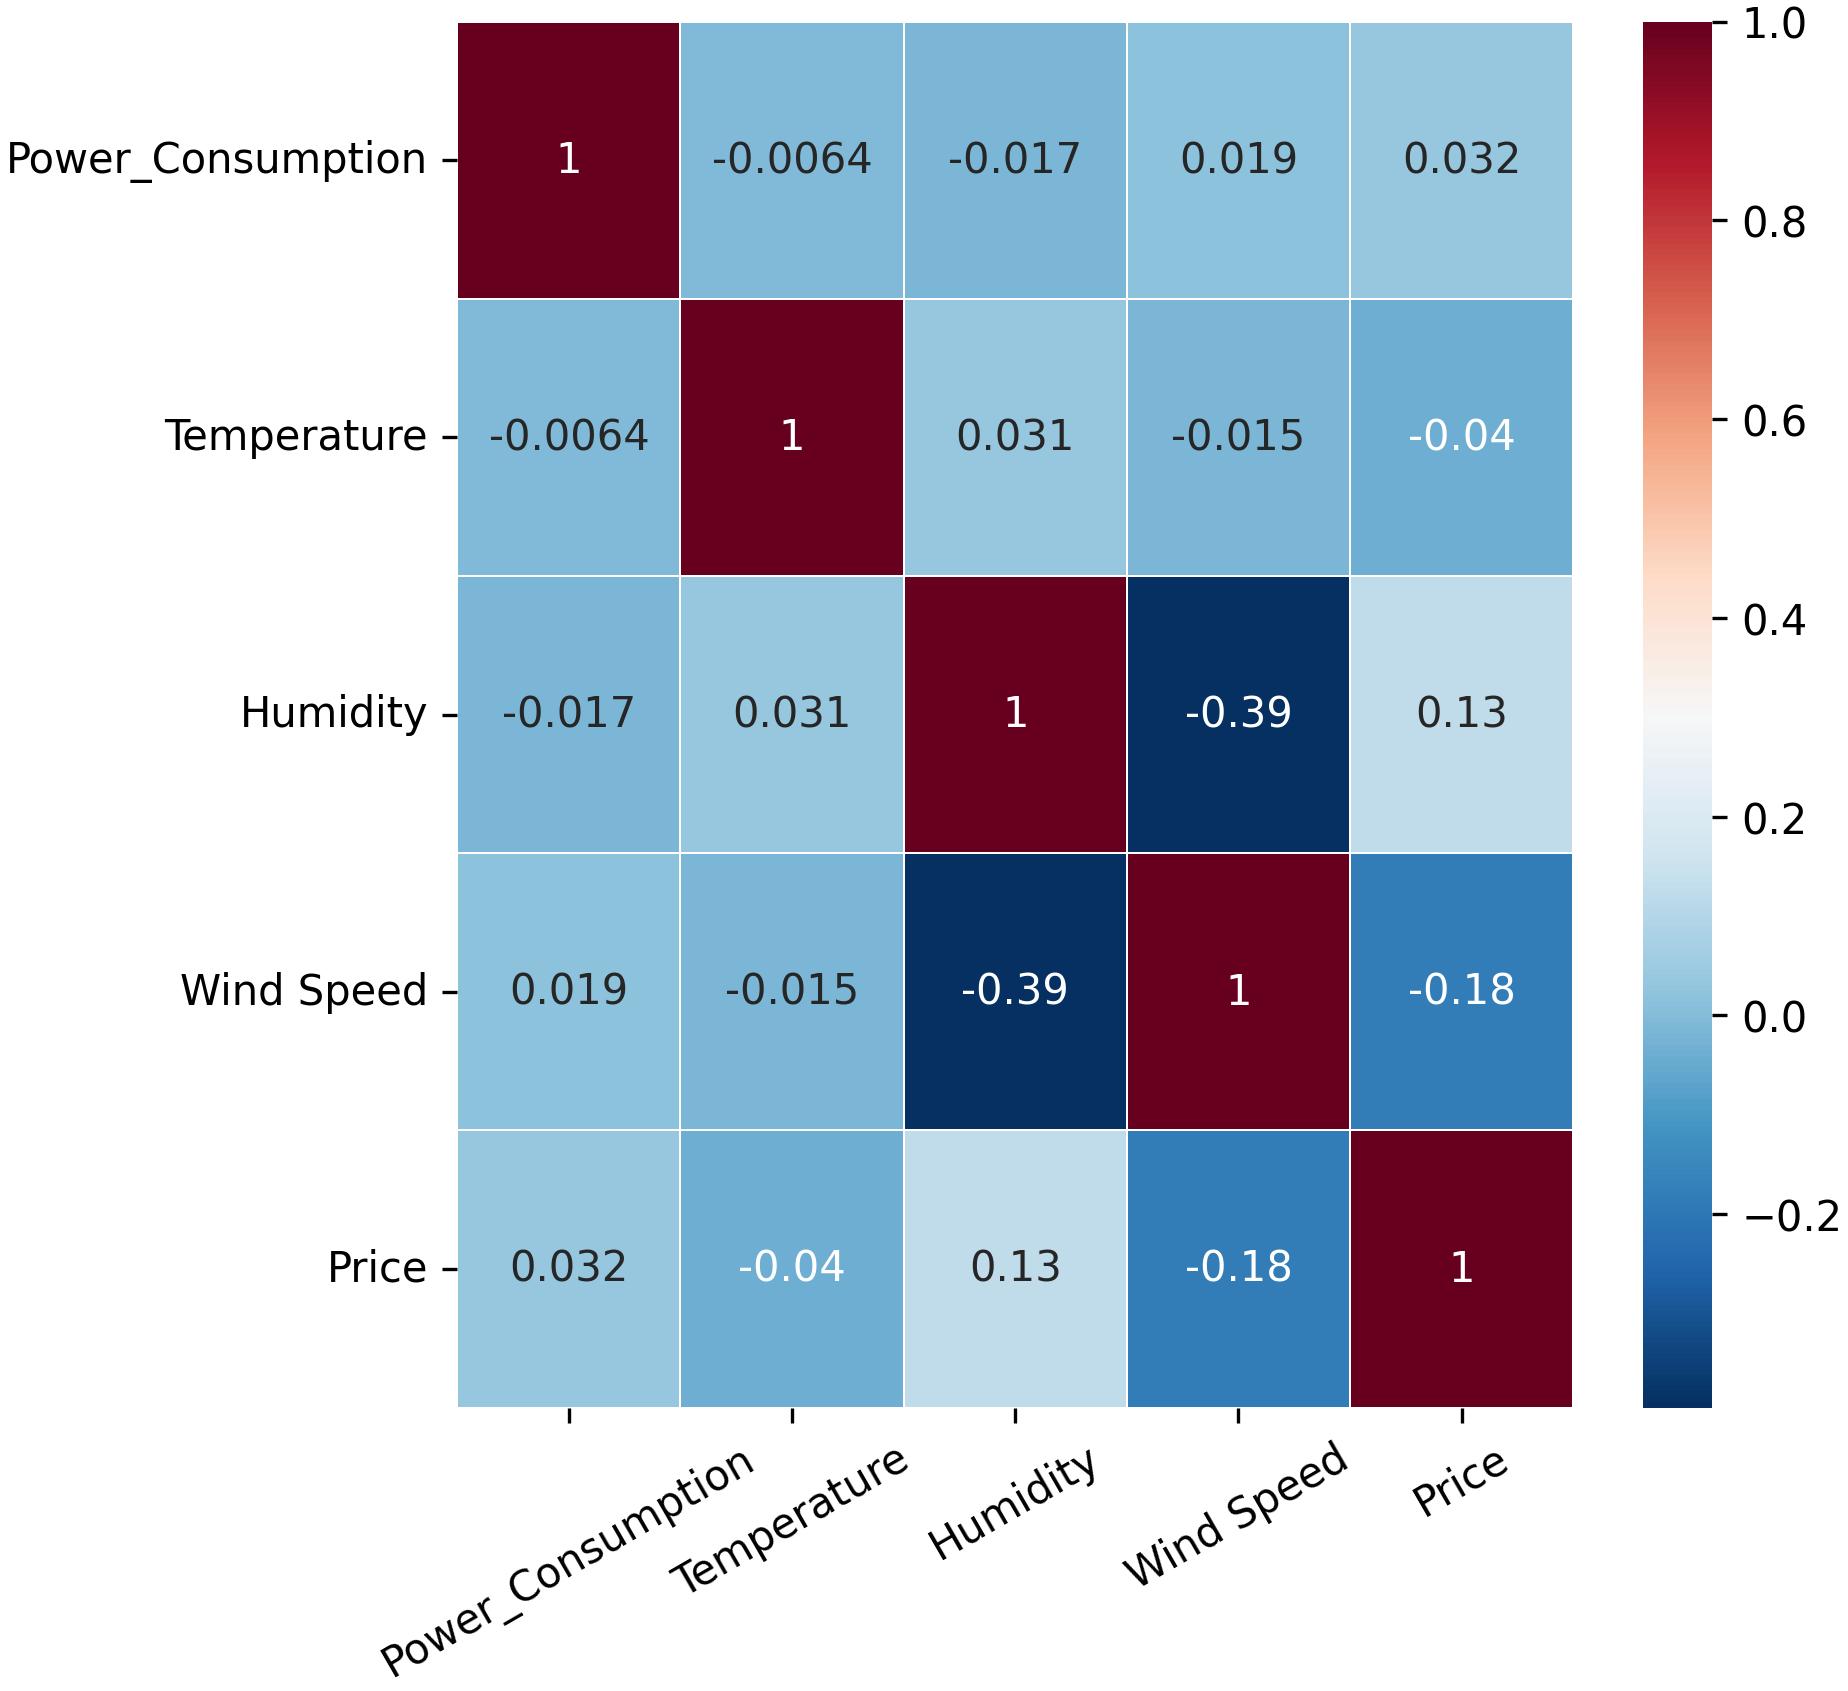 1.0
Power_Consumption 1 -0.0064 -0.017 0.019 0.032
0.8
0.6
Temperature -0.0064 1 0.031 -0.015 -0.04
0.4
Humidity -0.017 0.031 1 -0.39 0.13
0.2
Wind Speed 0.019 -0.015 -0.39 1 -0.18
0.0
−0.2
Price 0.032 -0.04 0.13 -0.18 1
Power_Consumption Temperature Humidity Wind Speed Price